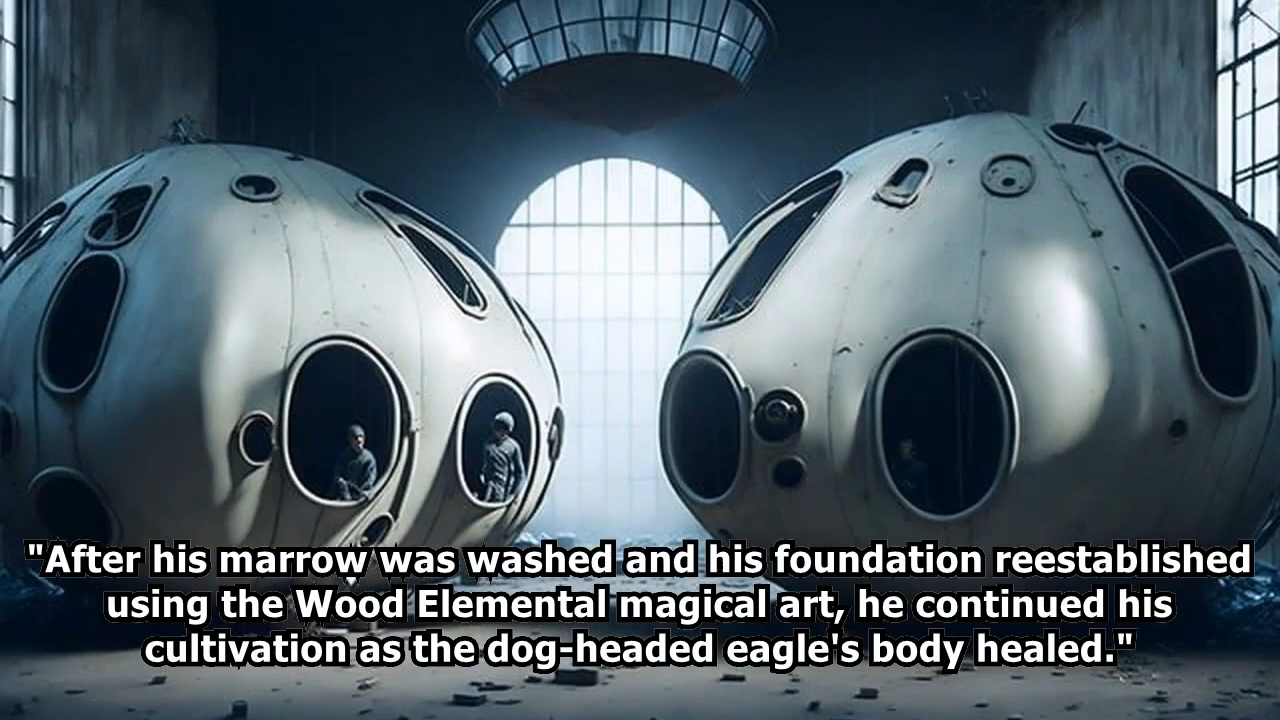 "After his marrow was washed and his foundation reestablished
using the Wood Elemental magical art, he continued his
cultivation as the dog-headed eagle's body healed."